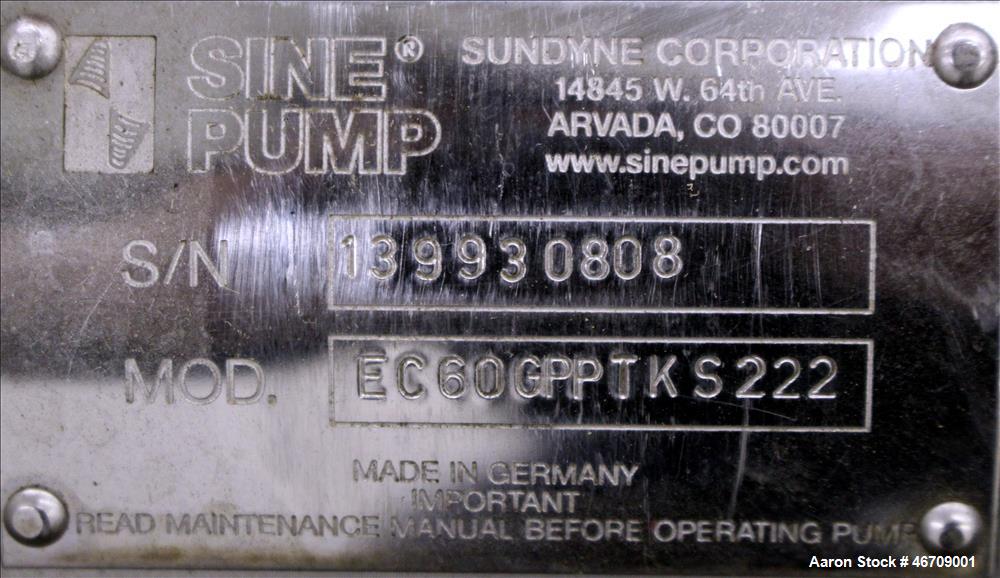 SINE®
PUMP
SUNDYNE CORPORATION
14845 W. 64th AVE.
ARVADA, CO 80007
www.sinepump.com
S/N 139930808
MOD. EC60GPPTKS222
MADE IN GERMANY
IMPORTANT
READ MAINTENANCE MANUAL BEFORE OPERATING PUMP
Aaron Stock # 46709001